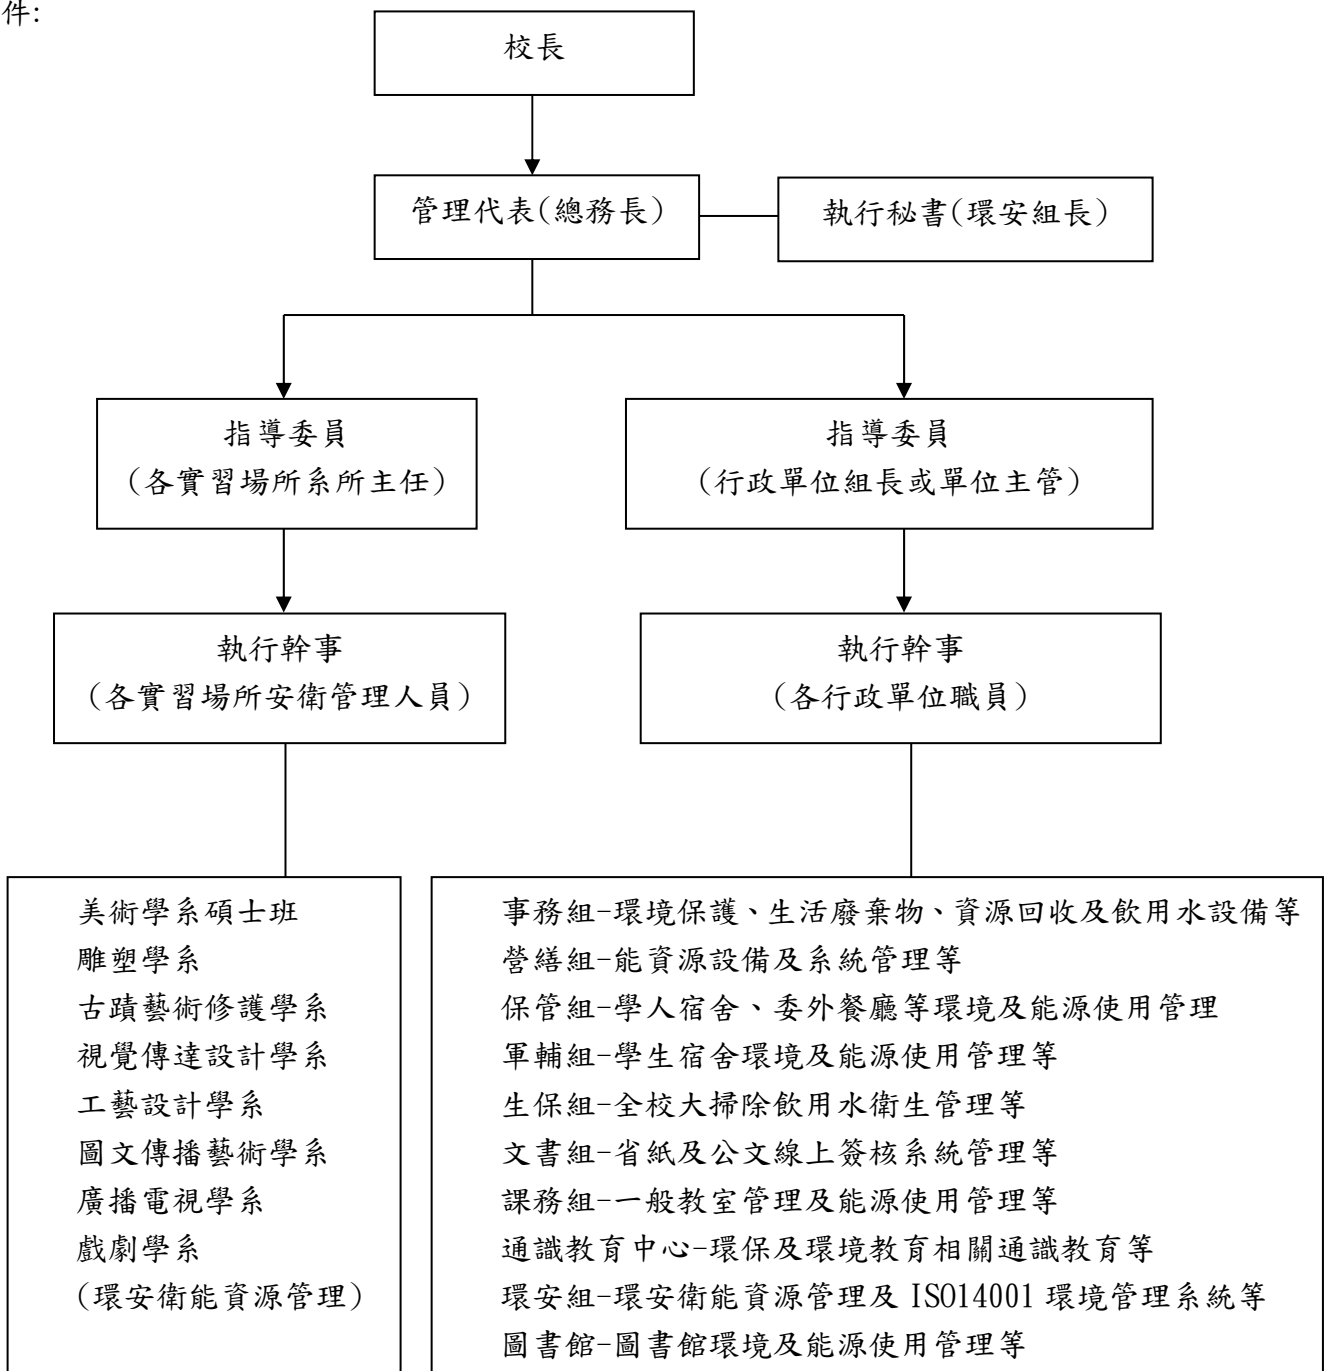 件:
校長
管理代表(總務長)
執行秘書(環安組長)
指導委員
(各實習場所系所主任)
指導委員
(行政單位組長或單位主管)
執行幹事
(各實習場所安衛管理人員)
執行幹事
(各行政單位職員)
美術學系碩士班
雕塑學系
古蹟藝術修護學系
視覺傳達設計學系
工藝設計學系
圖文傳播藝術學系
廣播電視學系
戲劇學系
(環安衛能資源管理)
事務組-環境保護、生活廢棄物、資源回收及飲用水設備等
營繕組-能資源設備及系統管理等
保管組-學人宿舍、委外餐廳等環境及能源使用管理
軍輔組-學生宿舍環境及能源使用管理等
生保組-全校大掃除飲用水衛生管理等
文書組-省紙及公文線上簽核系統管理等
課務組-一般教室管理及能源使用管理等
通識教育中心-環保及環境教育相關通識教育等
環安組-環安衛能資源管理及 ISO14001 環境管理系統等
圖書館-圖書館環境及能源使用管理等